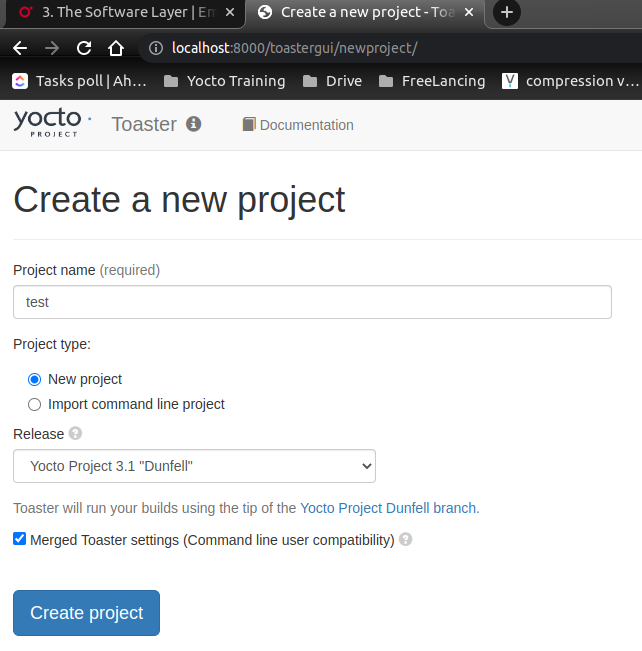 3. The Software Layer | Em
Create a new project - Toa
localhost:8000/toastergui/newproject/
Tasks poll | Ah…
Yocto Training
Drive
FreeLancing
compression v…
yocto
PROJECT
Toaster
Documentation
Create a new project
Project name (required)
test
Project type:
New project
Import command line project
Release
Yocto Project 3.1 "Dunfell"
Toaster will run your builds using the tip of the Yocto Project Dunfell branch.
Merged Toaster settings (Command line user compatibility)
Create project